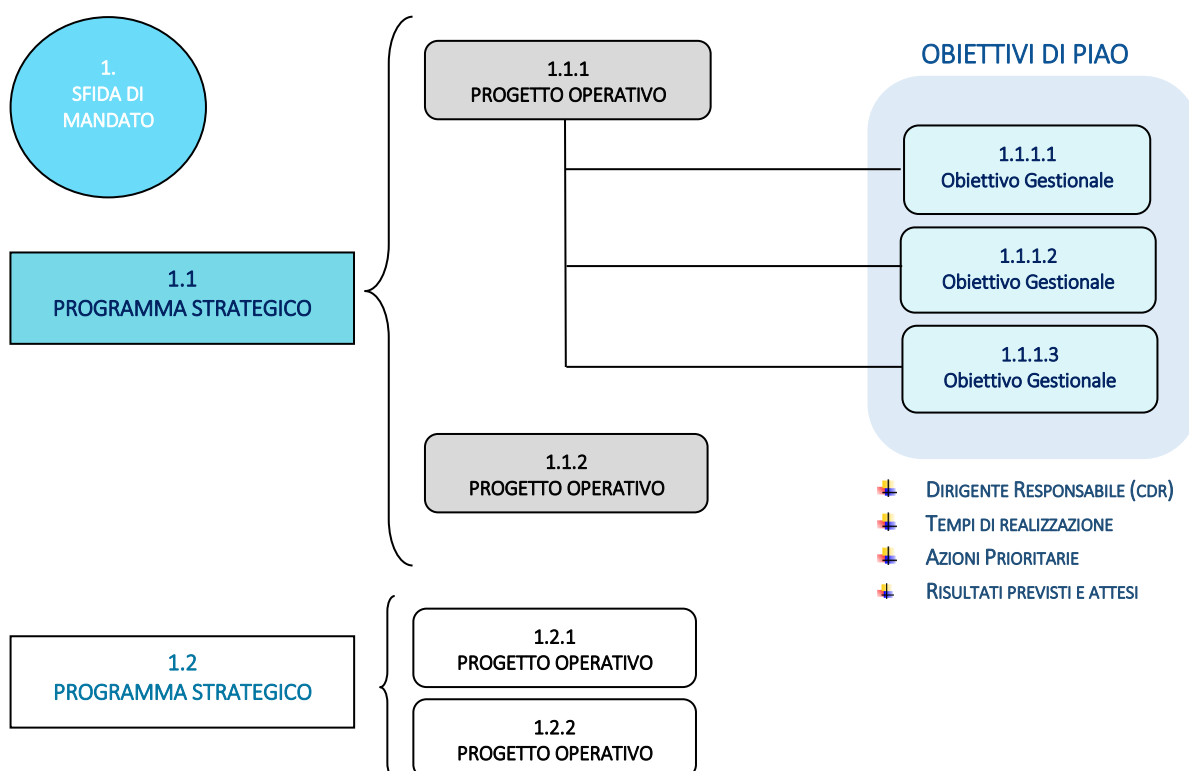 1.
SFIDA DI
MANDATO
1.1
PROGRAMMA STRATEGICO
1.1.1
PROGETTO OPERATIVO
OBIETTIVI DI PIAO
1.1.1.1
Obiettivo Gestionale
1.1.1.2
Obiettivo Gestionale
1.1.1.3
Obiettivo Gestionale
1.1.2
PROGETTO OPERATIVO
DIRIGENTE RESPONSABILE (CDR)
TEMPI DI REALIZZAZIONE
AZIONI PRIORITARIE
RISULTATI PREVISTI E ATTESI
1.2
PROGRAMMA STRATEGICO
1.2.1
PROGETTO OPERATIVO
1.2.2
PROGETTO OPERATIVO